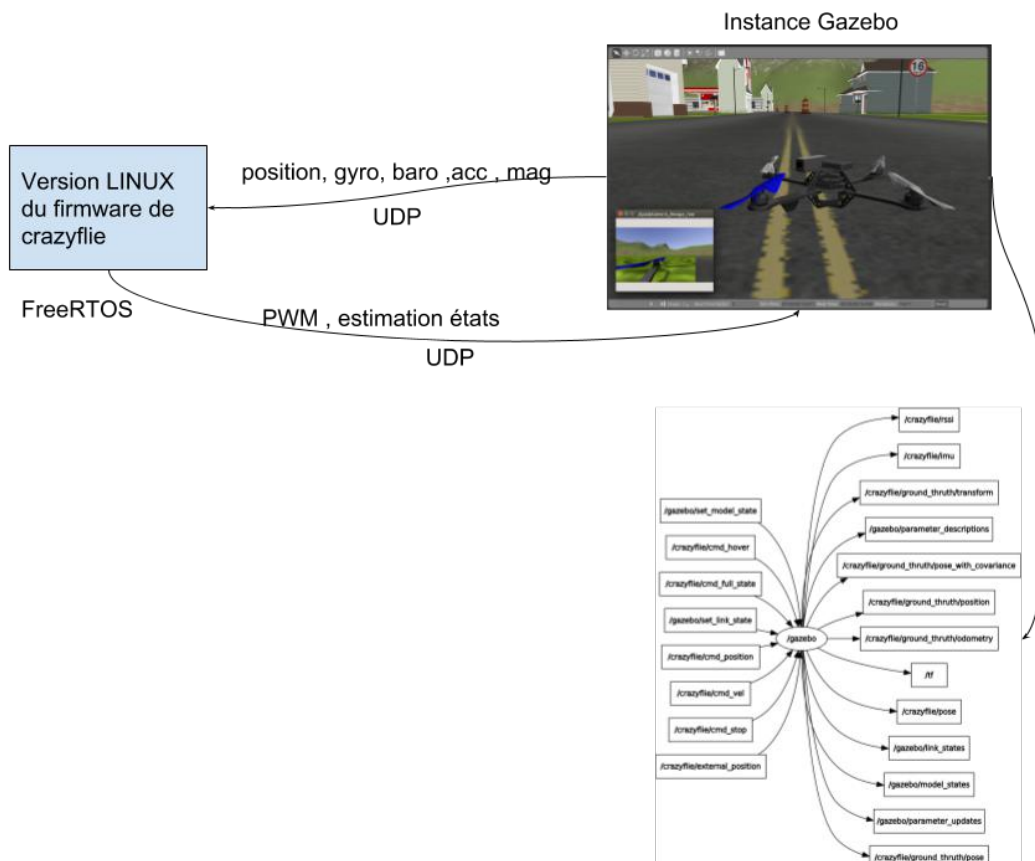 Instance Gazebo
16
Version LINUX
du firmware de
crazyflie
position, gyro, baro ,acc , mag
UDP
FreeRTOS
PWM , estimation états
UDP
/gazebo/set_model_state
/crazyflie/cmd_hover
/crazyflie/cmd_full_state
/gazebo/set_link_state
/crazyflie/cmd_position
/crazyflie/cmd_vel
/crazyflie/cmd_stop
/crazyflie/external_position
/gazebo
/crazyflie/rssi
/crazyflie/imu
/crazyflie/ground_thruth/transform
/gazebo/parameter_descriptions
/crazyflie/ground_thruth/pose_with_covariance
/crazyflie/ground_thruth/position
/crazyflie/ground_thruth/odometry
/tf
/crazyflie/pose
/gazebo/link_states
/gazebo/model_states
/gazebo/parameter_updates
/crazyflie/ground_thruth/pose